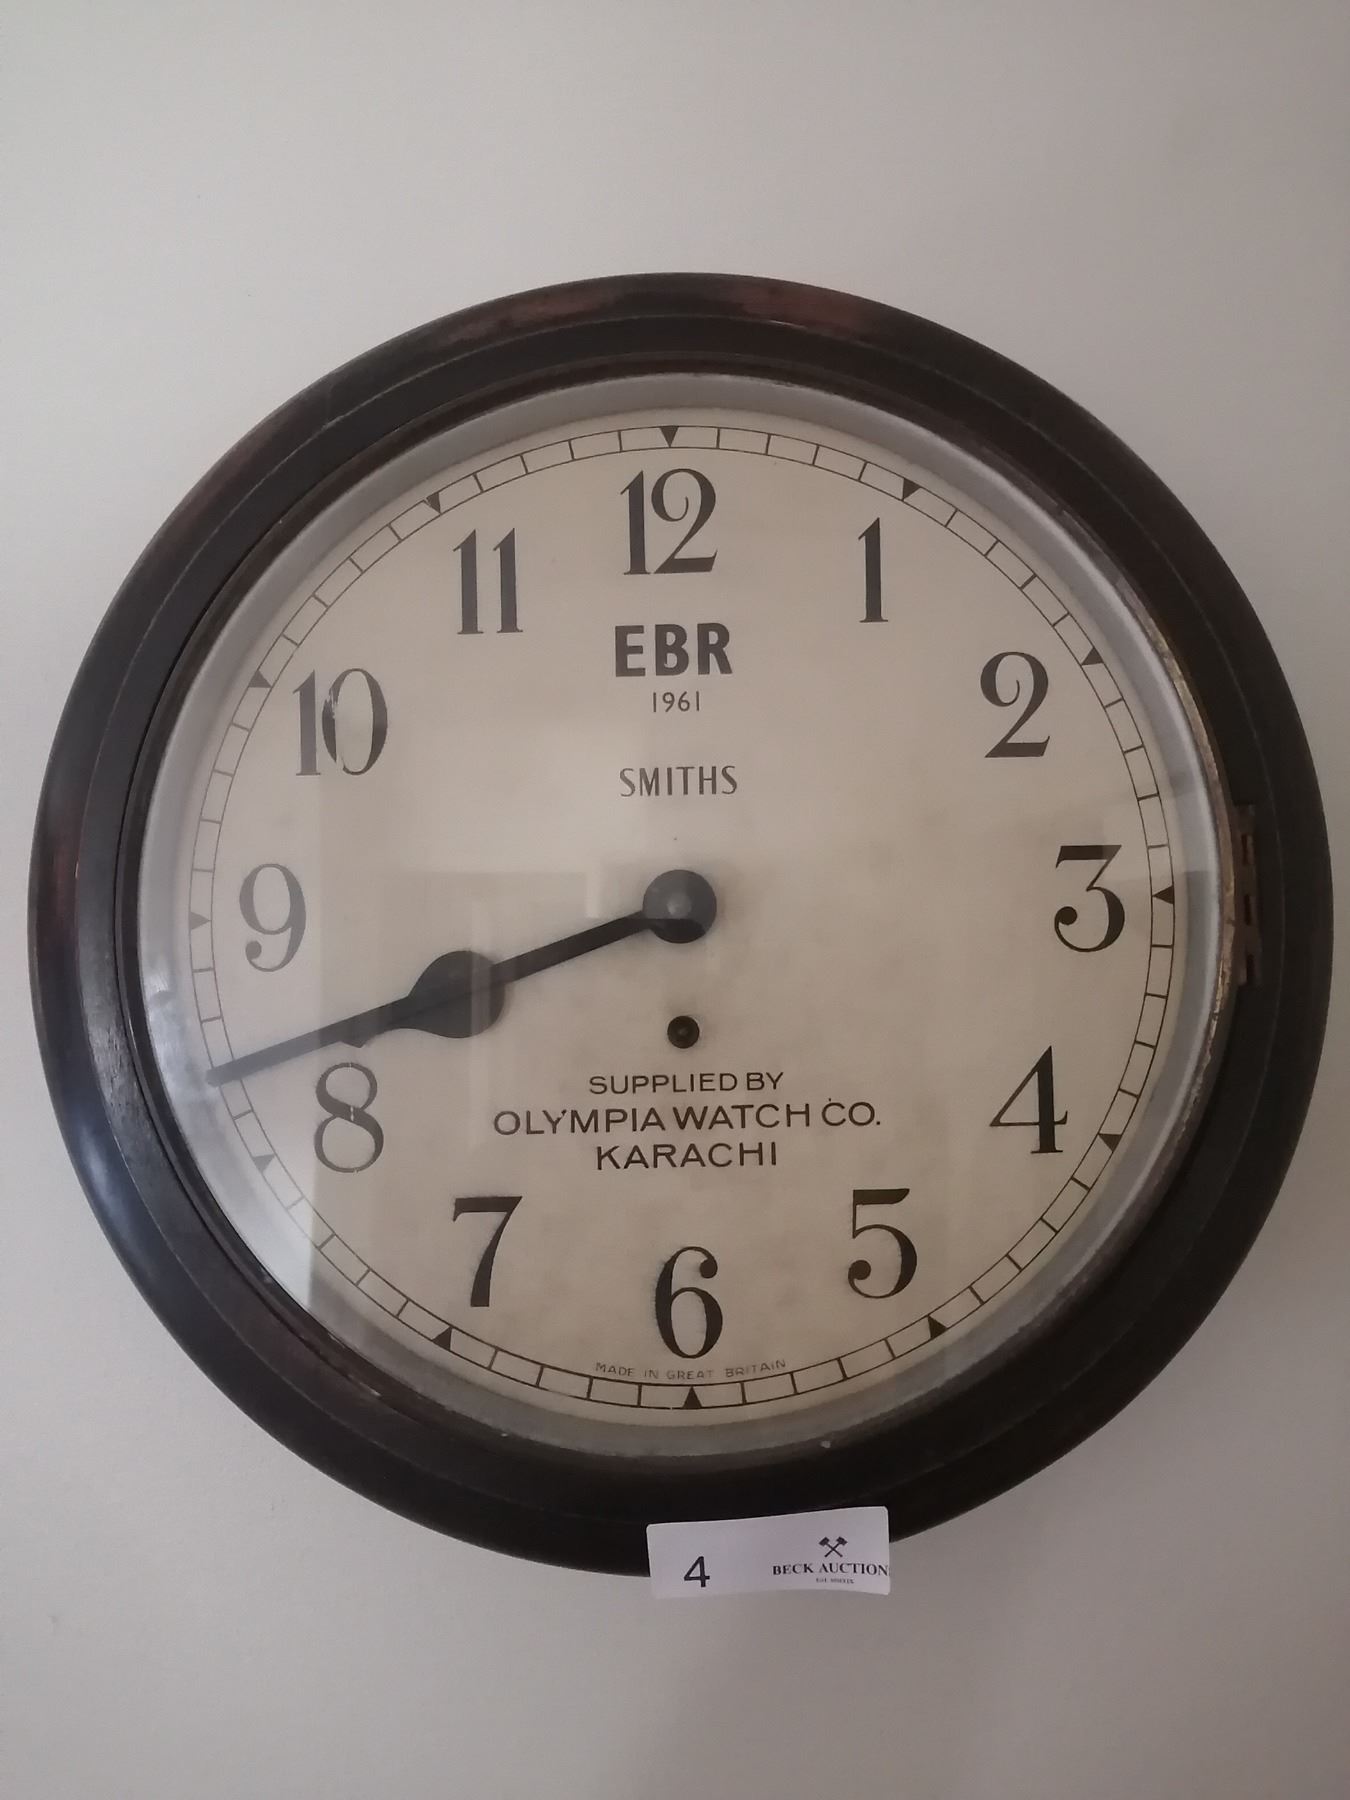 12
11
1
10
2
9
3
8
4
7
5
6
EBR
1961
SMITHS
SUPPLIED BY
OLYMPIA WATCH CO.
KARACHI
MADE IN GREAT BRITAIN
4
BECK AUCTION